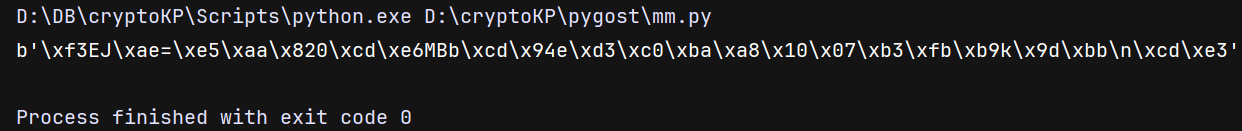 D:\DB\cryptoKP\Scripts\python.exe D:\cryptoKP\pygost\mm.py
b'\xf3EJ\xae=\xe5\xaa\x820\xcd\xe6MBb\xcd\x94e\xd3\xc0\xba\xa8\x10\x07\xb3\xfb\xb9k\x9d\xbb\n\xcd\xe3'
Process finished with exit code 0